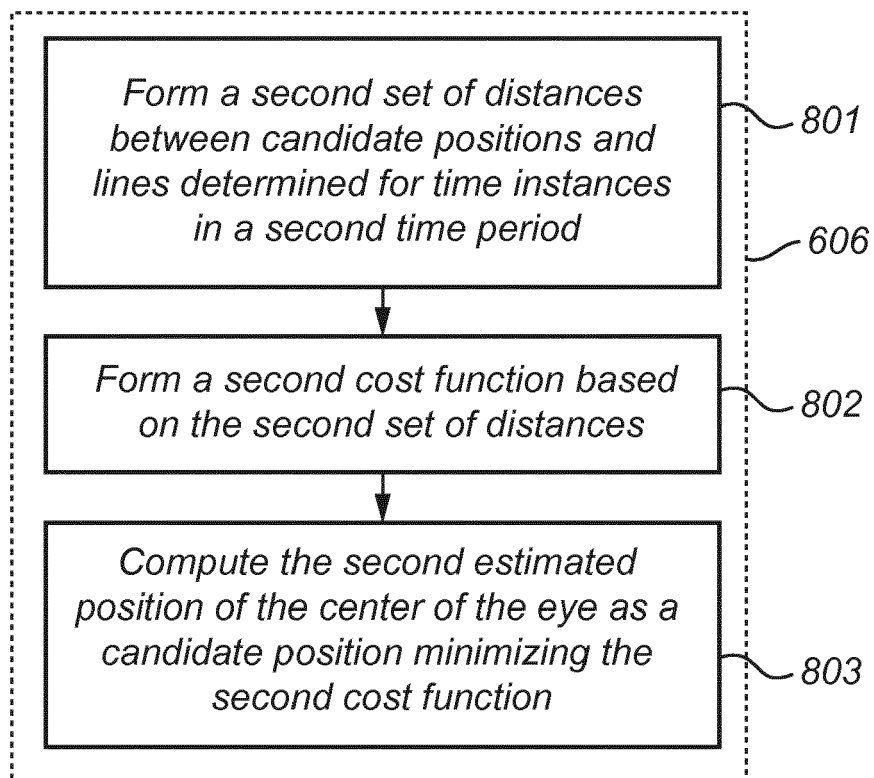 Form a second set of distances
between candidate positions and
lines determined for time instances
in a second time period
801
606
Form a second cost function based
on the second set of distances
802
Compute the second estimated
position of the center of the eye as a
candidate position minimizing the
second cost function
803